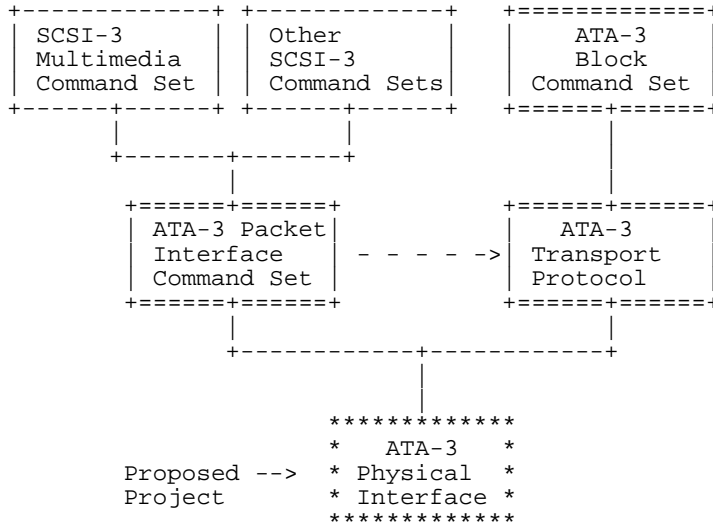 SCSI-3
Multimedia
Command Set
Other
SCSI-3
Command Sets
ATA-3
Block
Command Set
ATA-3 Packet
Interface
Command Set
ATA-3
Transport
Protocol
ATA-3
Physical
Interface
Proposed -->
Project